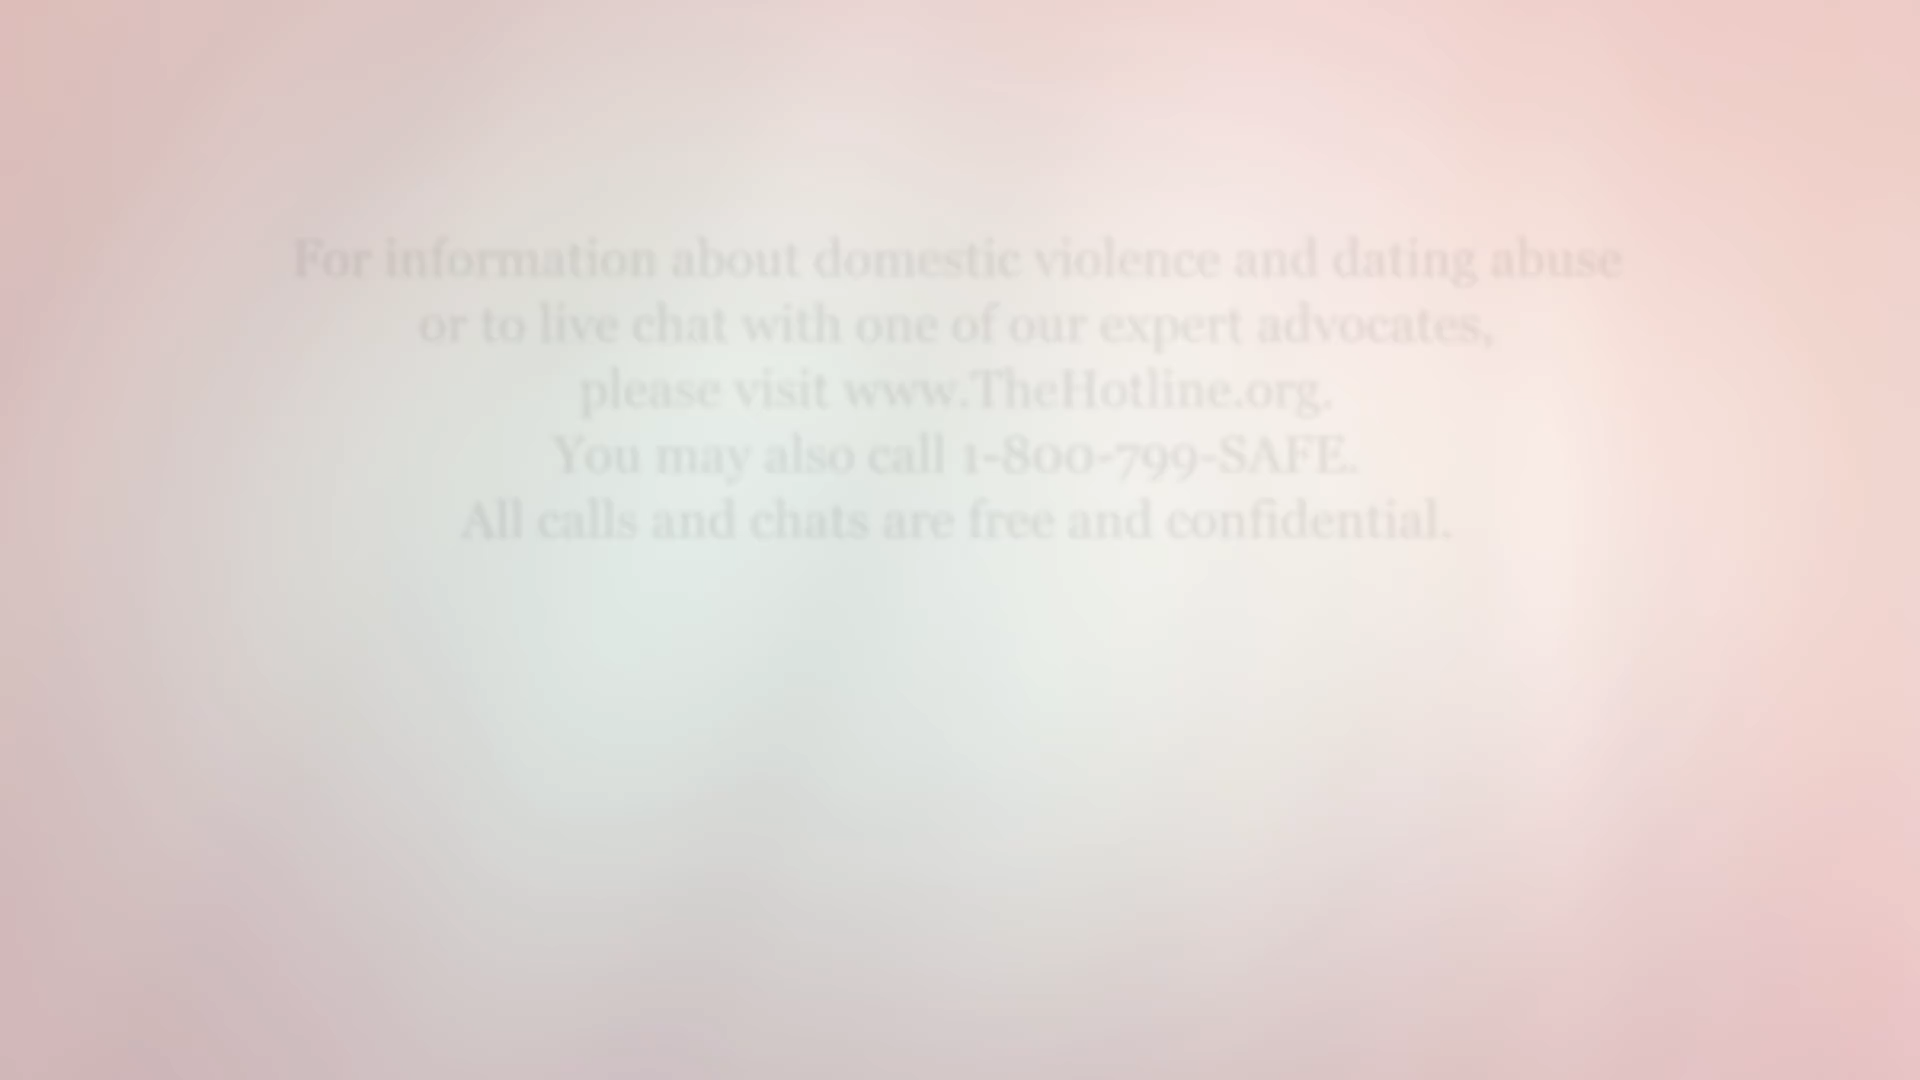 For information about domestic violence and dating abuse
or to live chat with one of our expert advocates,
please visit www.TheHotline.org.
You may also call 1-800-799-SAFE.
All calls and chats are free and confidential.